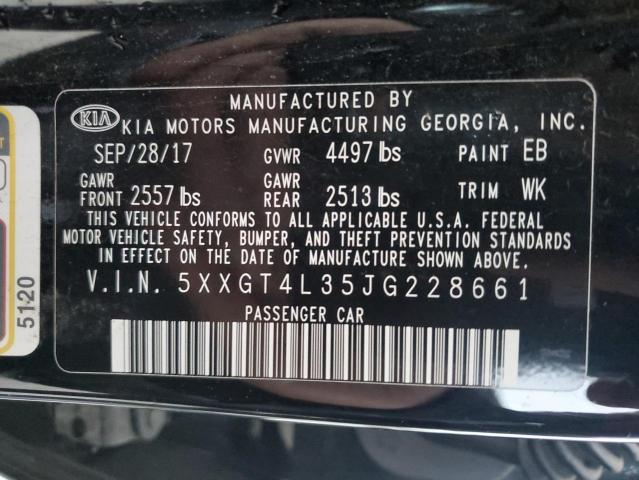 MANUFACTURED BY
KIA KIA MOTORS MANUFACTURING GEORGIA, INC.
SEP/28/17 GVWR 4497 lbs PAINT EB
GAWR FRONT 2557 lbs GAWR REAR 2513 lbs TRIM WK
THIS VEHICLE CONFORMS TO ALL APPLICABLE U.S.A. FEDERAL
MOTOR VEHICLE SAFETY, BUMPER, AND THEFT PREVENTION STANDARDS
IN EFFECT ON THE DATE OF MANUFACTURE SHOWN ABOVE.
V.I.N. 5XXGT4L35JG228661
PASSENGER CAR
5120